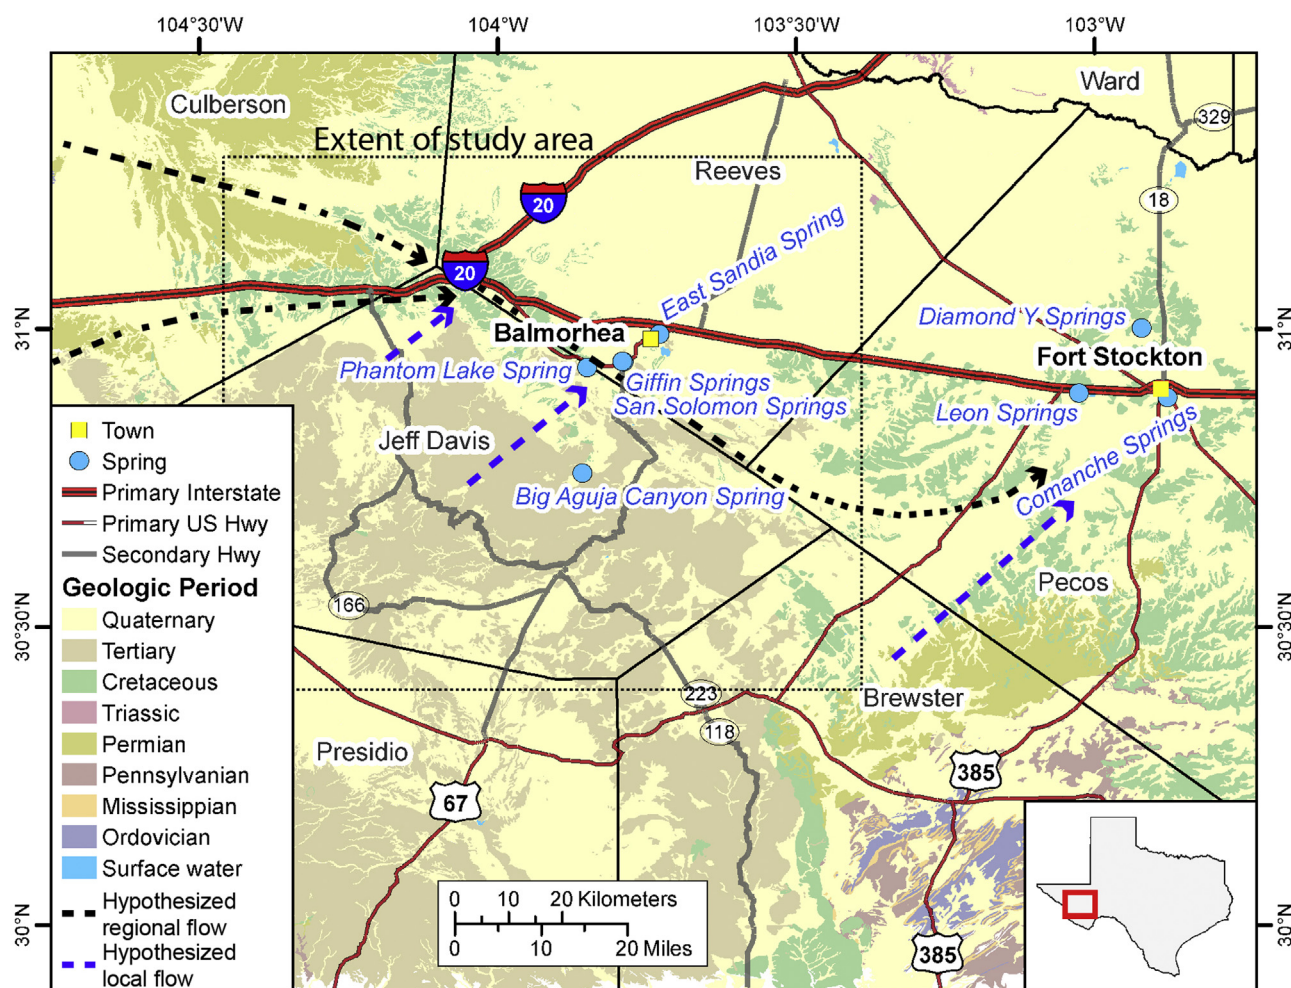 104°30'W
104°W
103°30'W
103°W
Culberson
Ward
Extent of study area
329
Reeves
20
18
East Sandia Spring
20
31°N
Diamond Y Springs
31°N
Balmorhea
Fort Stockton
Phantom Lake Spring
Giffin Springs
San Solomon Springs
Leon Springs
Comanche Springs
Jeff Davis
Big Aguja Canyon Spring
Town
Spring
Primary Interstate
Primary US Hwy
Secondary Hwy
Geologic Period
Quaternary
Tertiary
Cretaceous
Triassic
Permian
Pennsylvanian
Mississippian
Ordovician
Surface water
Hypothesized
regional flow
Hypothesized
local flow
Pecos
166
30°30'N
30°30'N
223
Brewster
118
Presidio
385
67
0 10 20 Kilometers
0 10 20 Miles
385
30°N
30°N